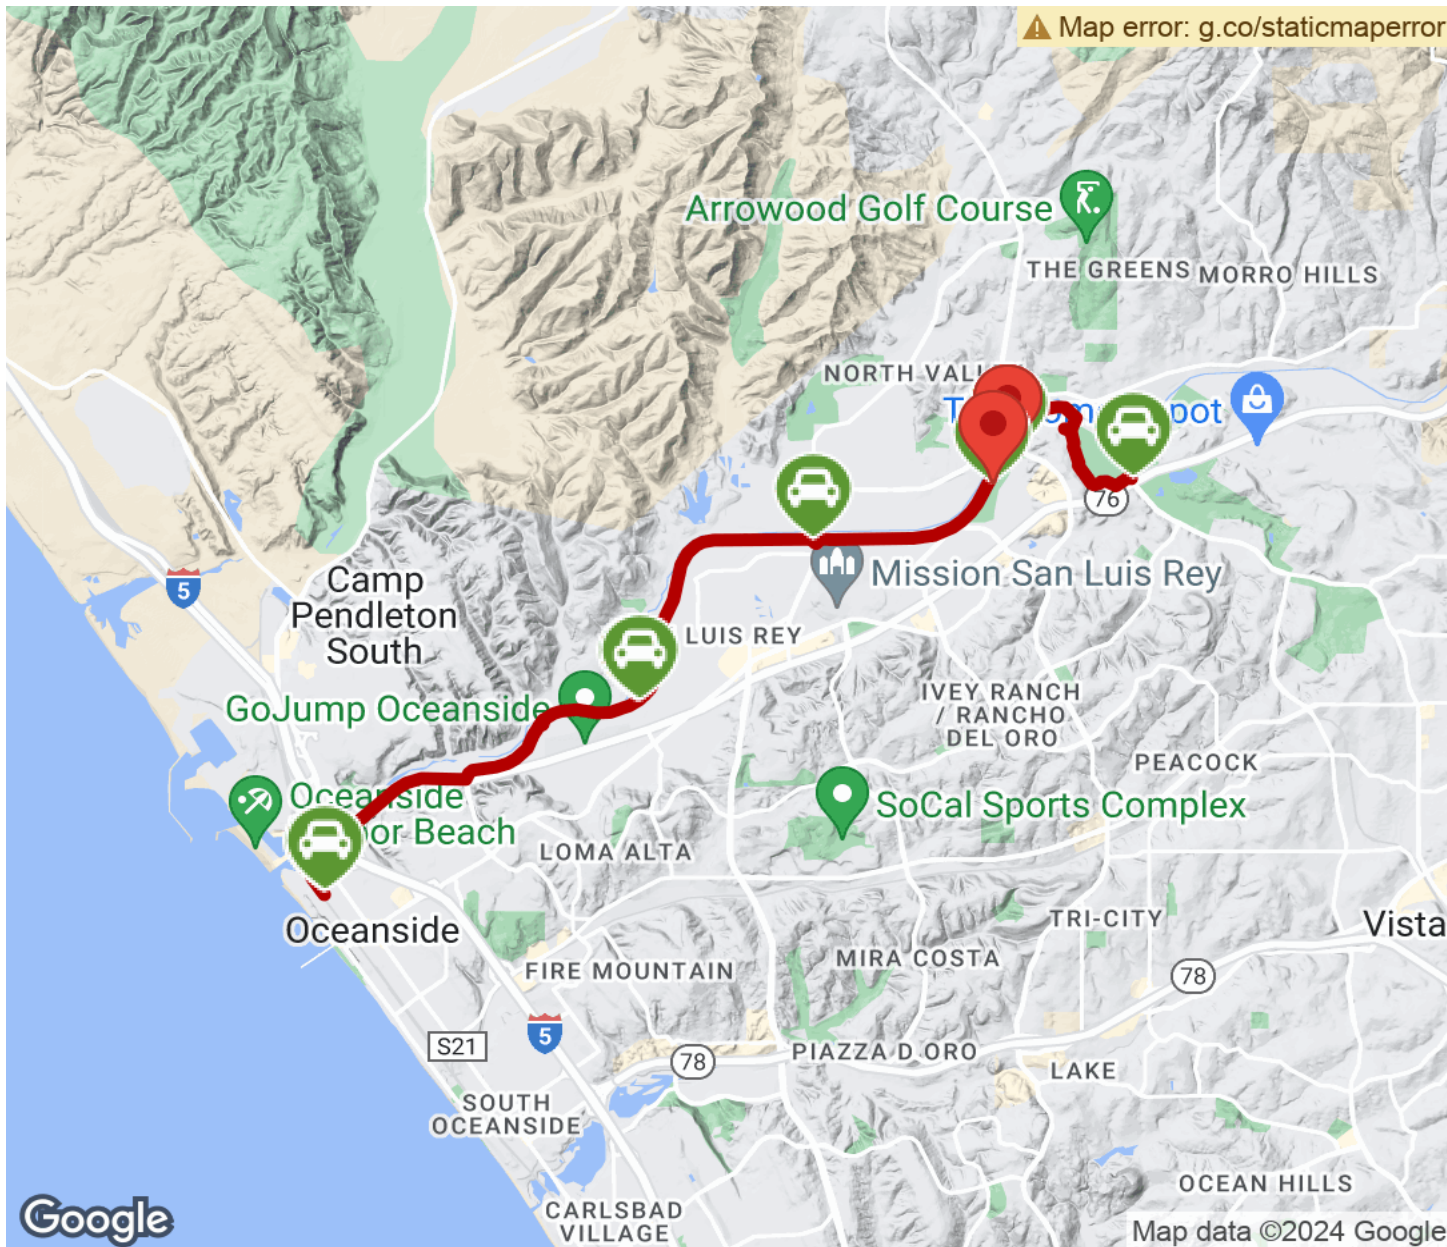 Map error: g.co/staticmaperror
Arrowood Golf Course
THE GREENS
MORRO HILLS
NORTH VAL
pot
76
Mission San Luis Rey
5
Camp
Pendleton
South
LUIS REY
GoJump Oceanside
IVEY RANCH
/ RANCHO
DEL ORO
PEACOCK
Oceanside
or Beach
SoCal Sports Complex
LOMA ALTA
Oceanside
TRI-CITY
Vista
FIRE MOUNTAIN
MIRA COSTA
78
5
S21
78
PIAZZA D ORO
LAKE
SOUTH
OCEANSIDE
OCEAN HILLS
CARLSBAD
VILLAGE
Google
Map data ©2024 Google